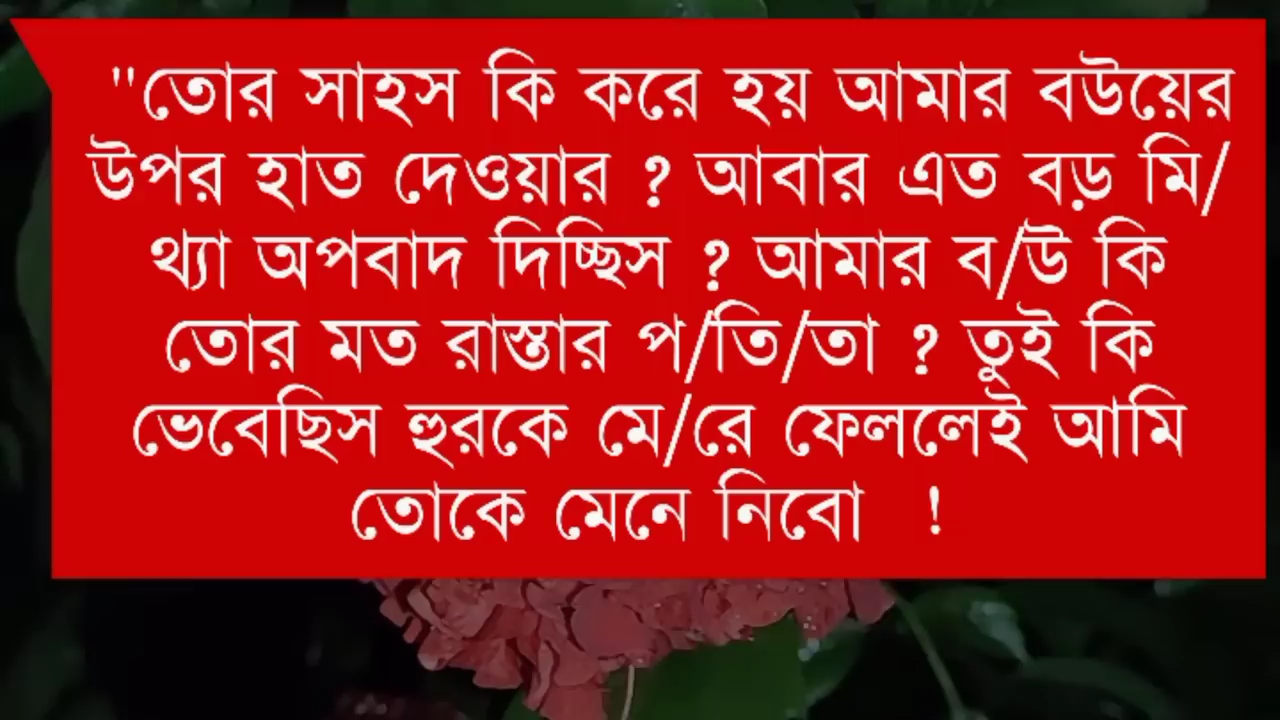 "তোর সাহস কি করে হয় আমার বউয়ের
উপর হাত দেওয়ার ? আবার এত বড় মি/
থ্যা অপবাদ দিচ্ছিস ? আমার ব/উ কি
তোর মত রাস্তার প/তি/তা ? তুই কি
ভেবেছিস হুরকে মে/রে ফেললেই আমি
তোকে মেনে নিবো !